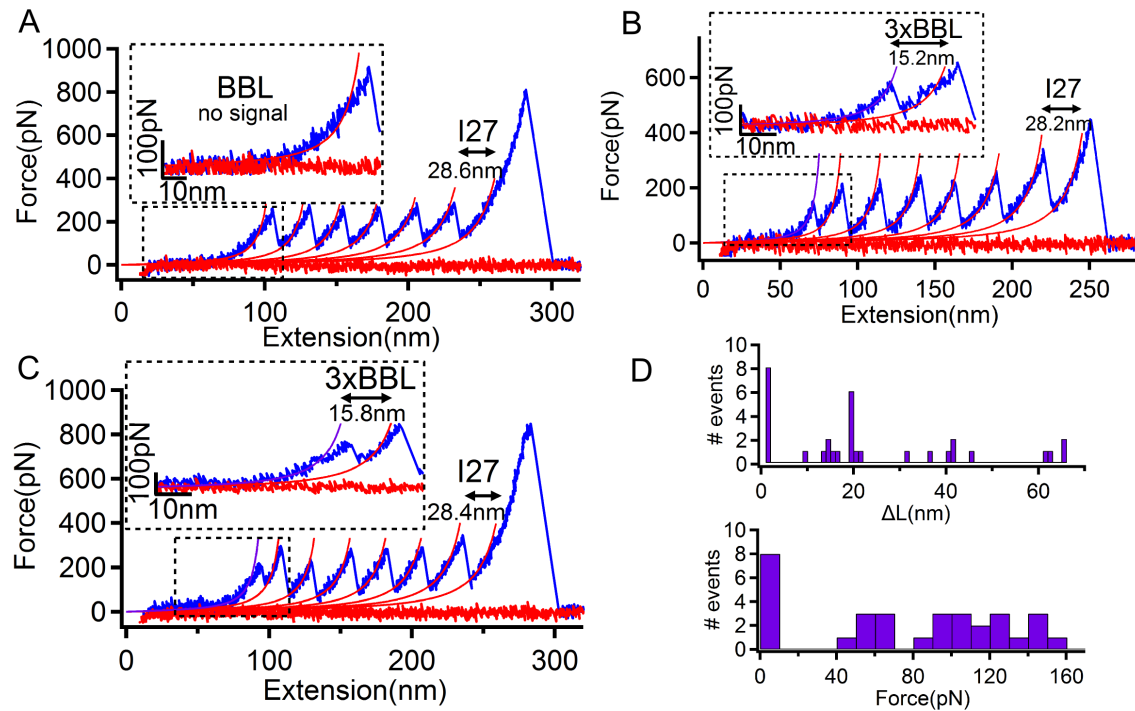 A
1000
800
600
400
200
0
Force(pN)
BBL
no signal
100pN
10nm
I27
28.6nm
0
100
200
300
Extension(nm)
B
600
400
200
0
Force(pN)
3xBBL
15.2nm
100pN
10nm
I27
28.2nm
0
50
100
150
200
250
Extension(nm)
C
1000
800
600
400
200
0
Force(pN)
3xBBL
15.8nm
100pN
10nm
I27
28.4nm
0
100
200
300
Extension(nm)
D
10
8
6
4
2
0
# events
0
20
40
60
ΔL(nm)
10
8
6
4
2
0
# events
0
40
80
120
160
Force(pN)